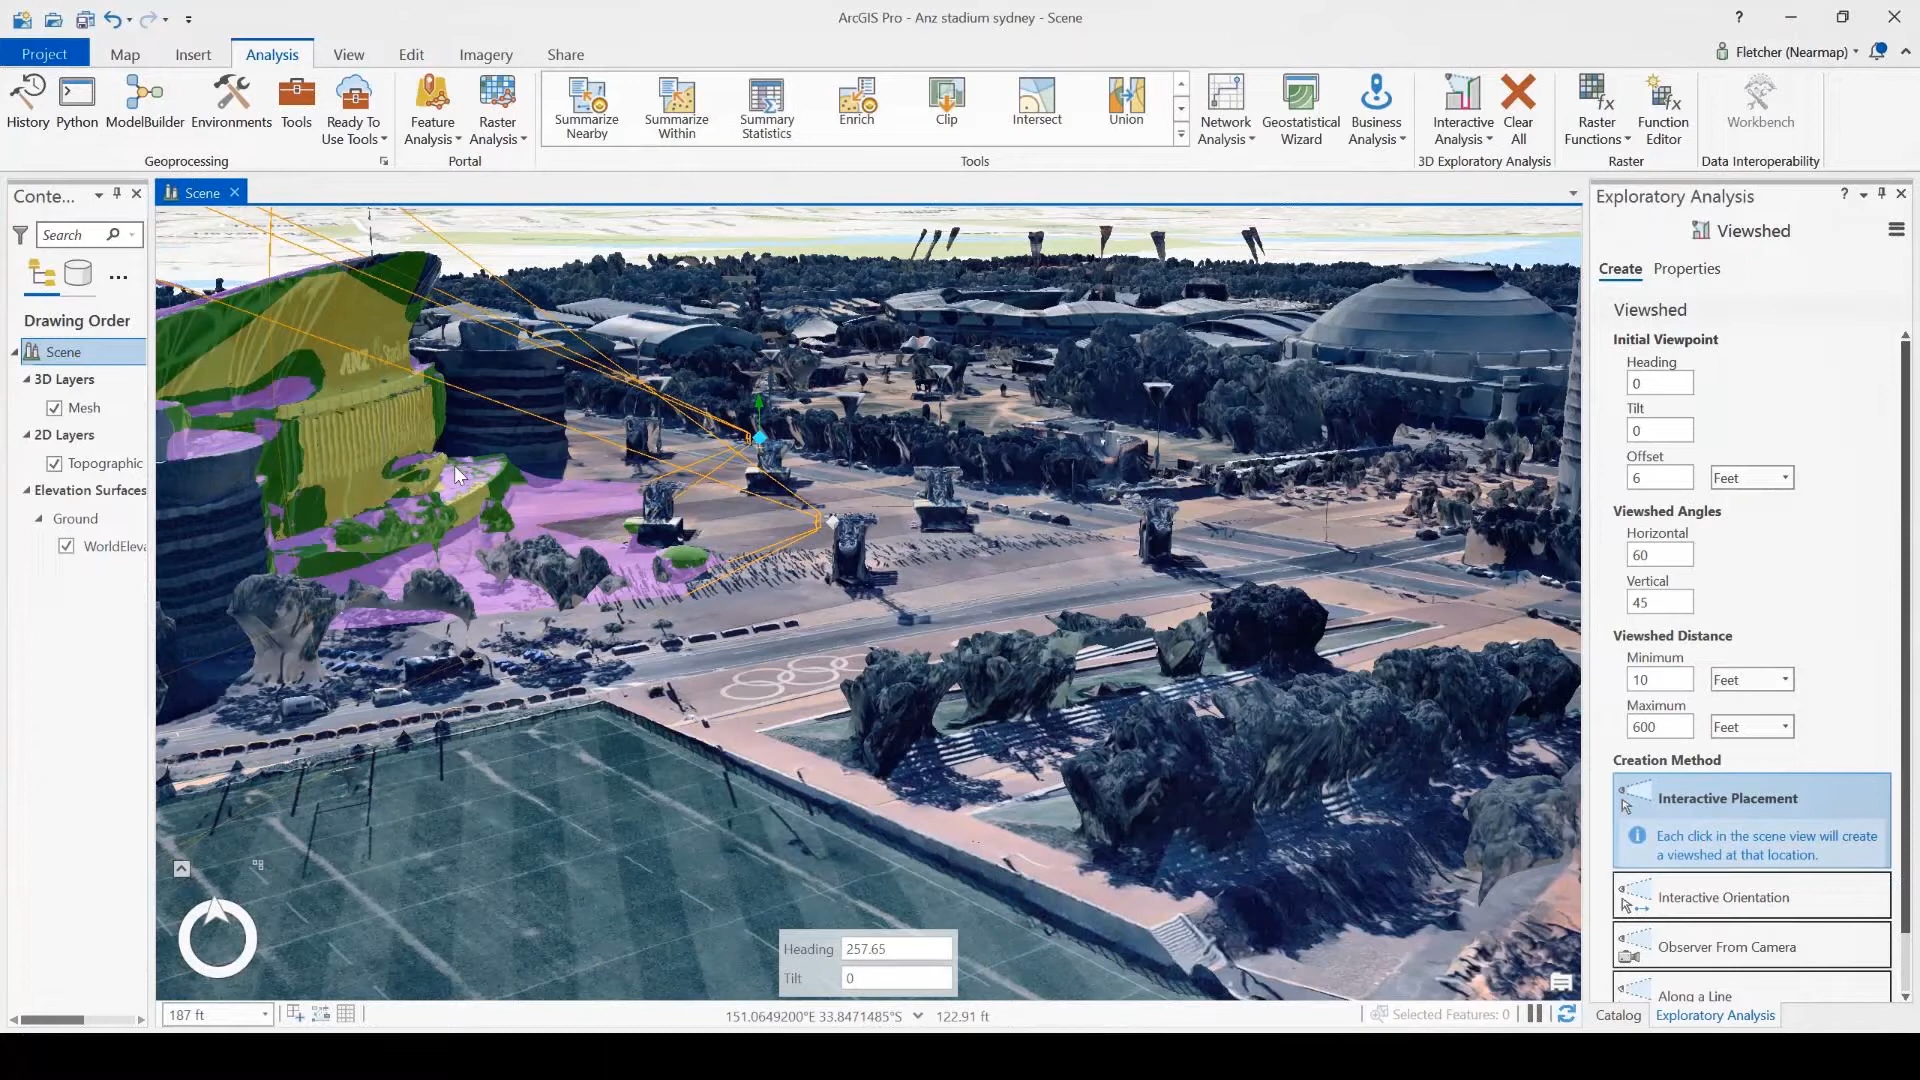 ArcGIS Pro - Anz stadium sydney - Scene
?
Project
Map
Insert
Analysis
View
Edit
Imagery
Share
Fletcher (Nearmap)
History
Python
ModelBuilder
Environments
Tools
Ready To
Use Tools
Feature
Analysis
Raster
Analysis
Summarize
Nearby
Summarize
Within
Summary
Statistics
Enrich
Clip
Intersect
Union
Network
Analysis
Geostatistical
Wizard
Business
Analysis
Interactive
Analysis
Clear
All
Raster
Functions
Function
Editor
Workbench
Geoprocessing
Portal
Tools
3D Exploratory Analysis
Raster
Data Interoperability
Conte...
Search
Drawing Order
Scene
3D Layers
Mesh
2D Layers
Topographic
Elevation Surfaces
Ground
WorldEleva
Scene
ANZ Stadium
Heading 257.65
Tilt 0
187 ft
151.0649200°E 33.8471485°S
122.91 ft
Selected Features: 0
Exploratory Analysis
?
Viewshed
Create
Properties
Viewshed
Initial Viewpoint
Heading
0
Tilt
0
Offset
6 Feet
Viewshed Angles
Horizontal
60
Vertical
45
Viewshed Distance
Minimum
10 Feet
Maximum
600 Feet
Creation Method
Interactive Placement
Each click in the scene view will create
a viewshed at that location.
Interactive Orientation
Observer From Camera
Along a Line
Catalog
Exploratory Analysis